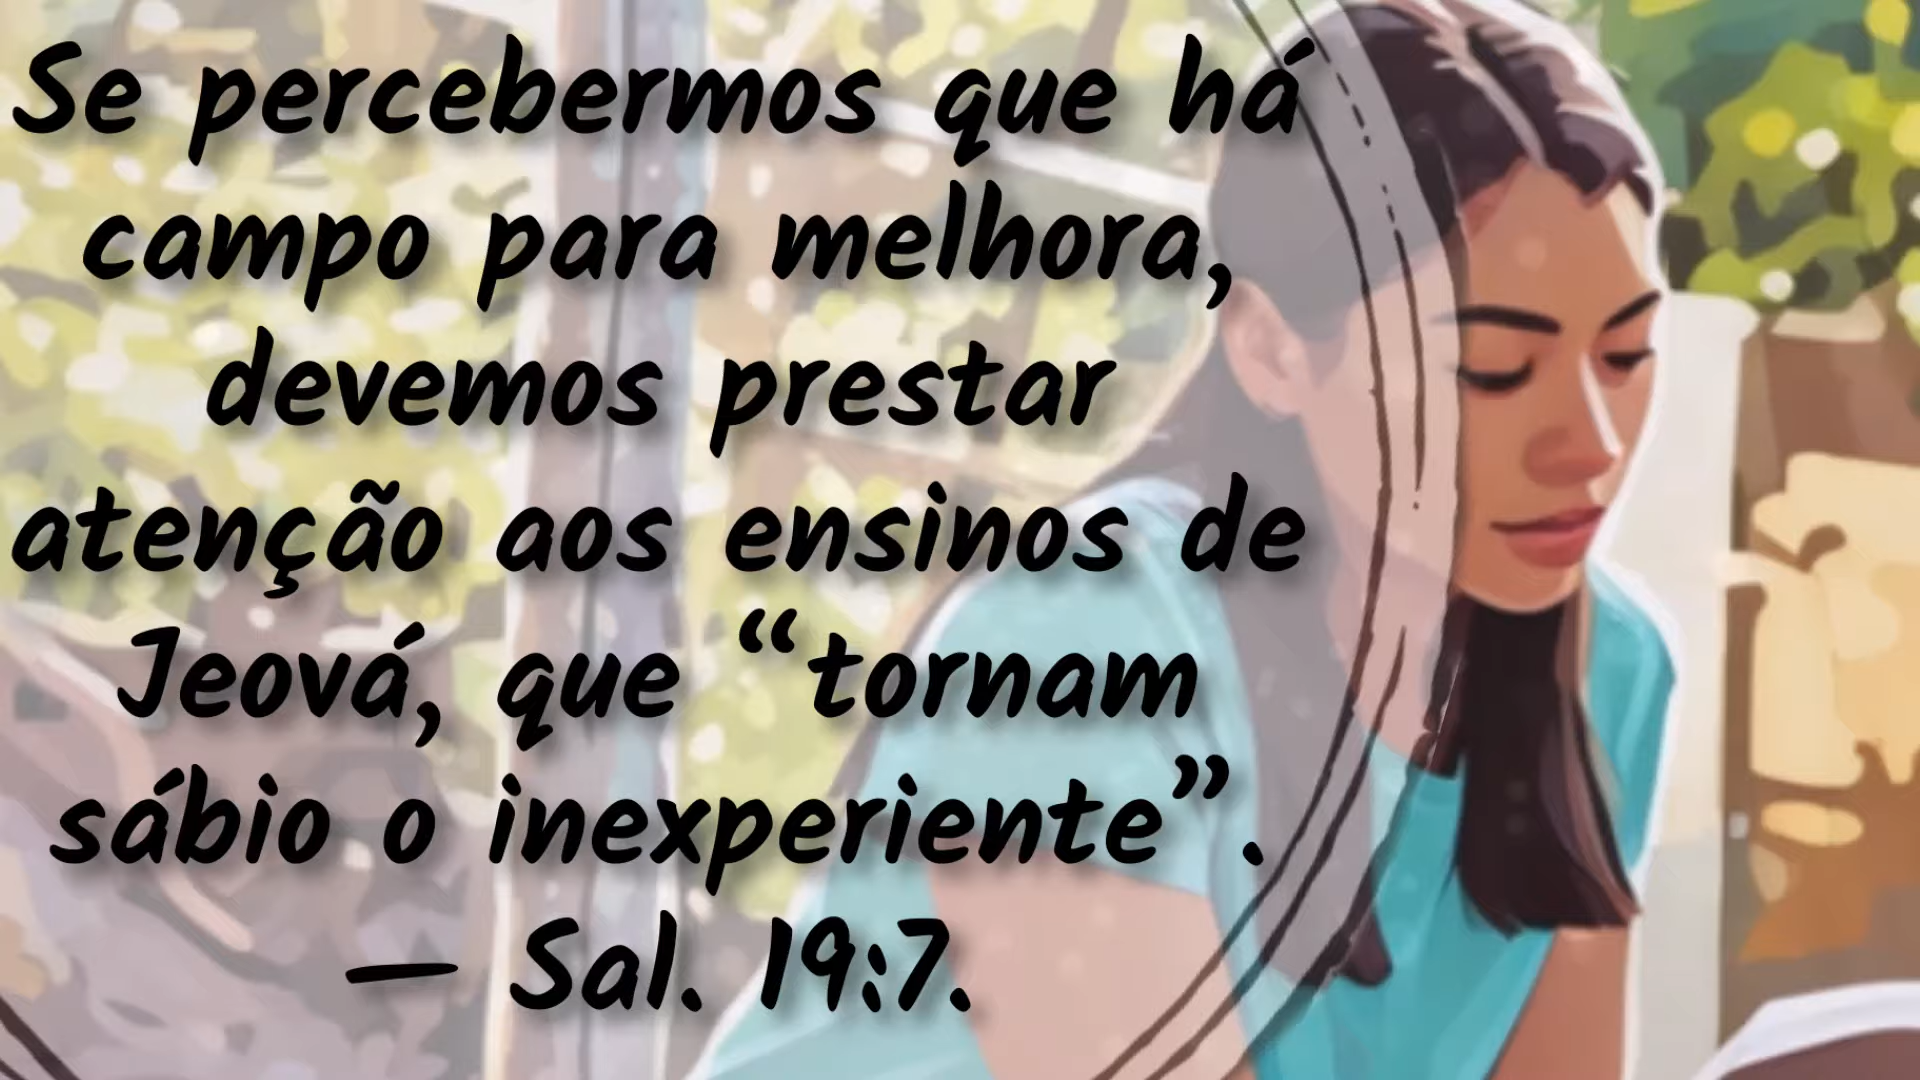 Se percebermos que há
campo para melhora,
devemos prestar
atenção aos ensinos de
Jeová, que “tornam
sábio o inexperiente”.
— Sal. 19:7.